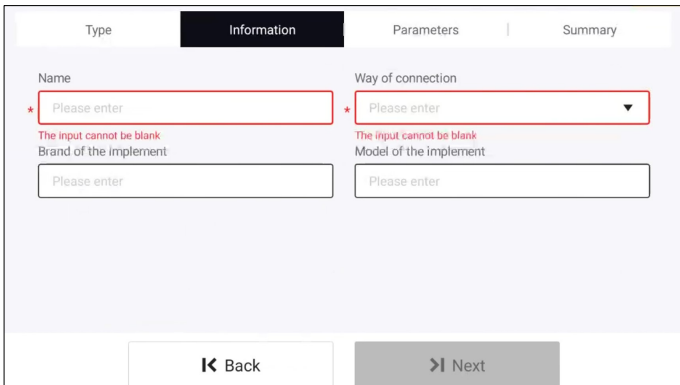 Type Information Parameters Summary
Name Way of connection
* Please enter * Please enter
The input cannot be blank The input cannot be blank
Brand of the implement Model of the implement
Please enter Please enter
Back Next